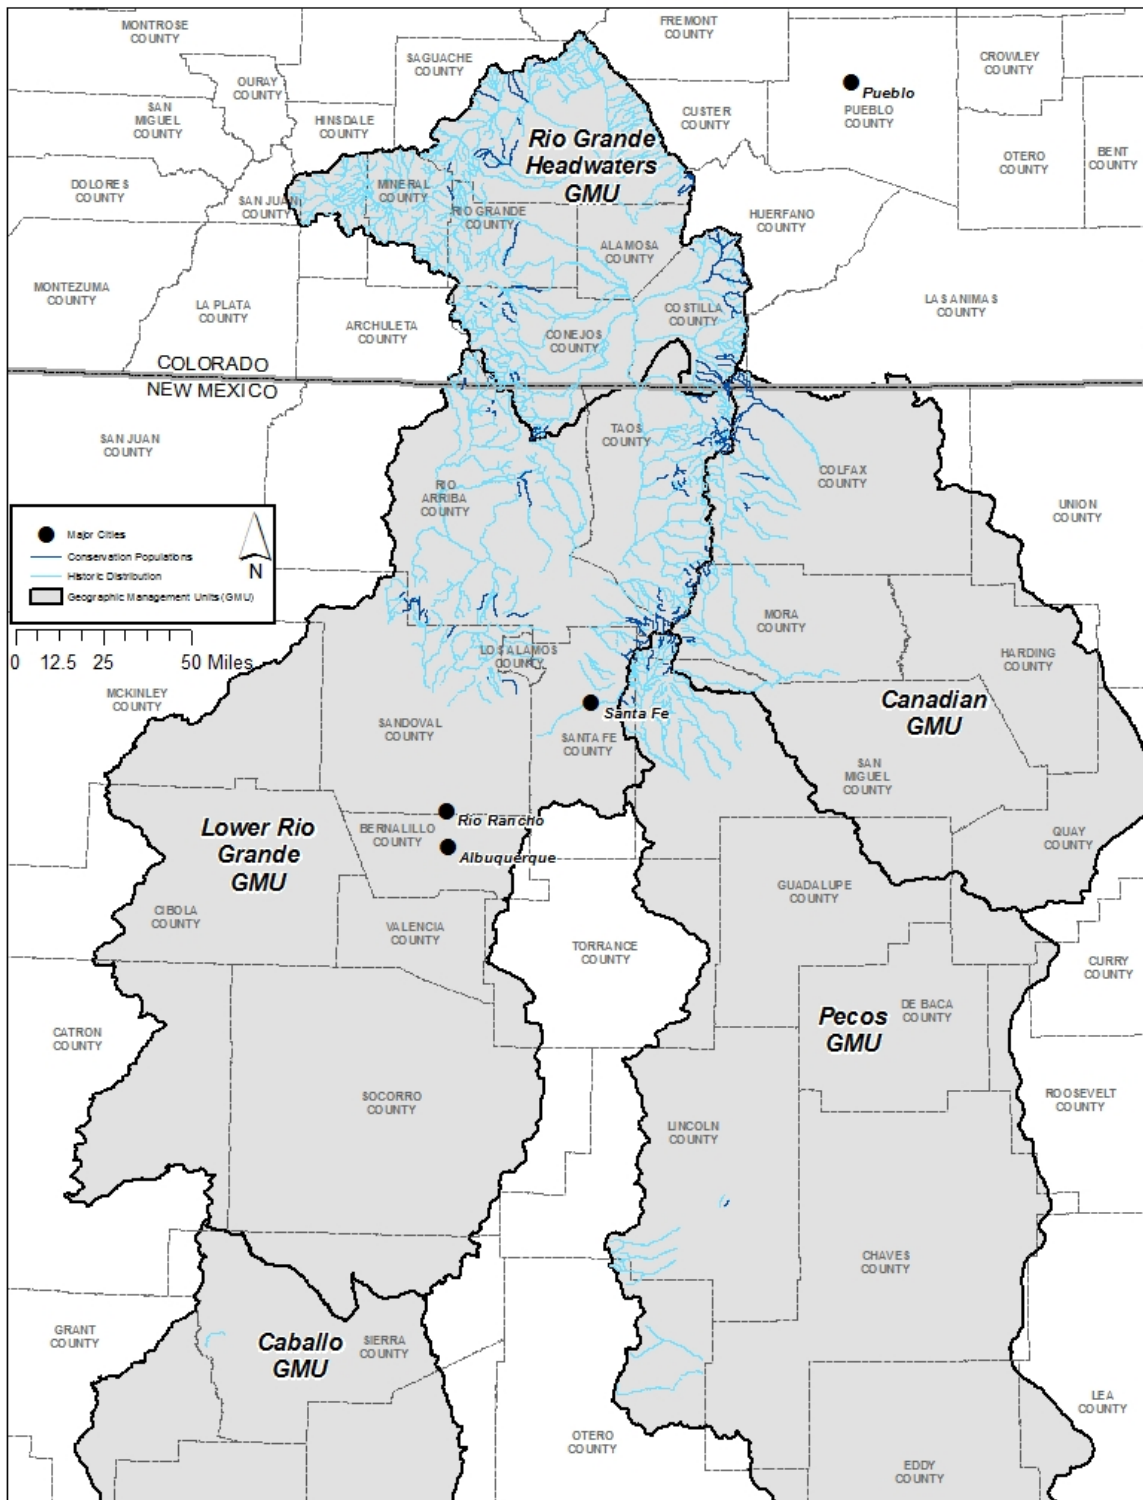 MONTROSE
COUNTY
FREMONT
COUNTY
SAGUACHE
COUNTY
CROWLEY
COUNTY
OURAY
COUNTY
Pueblo
PUEBLO
COUNTY
SAN
MIGUEL
COUNTY
HINSDALE
COUNTY
CUSTER
COUNTY
Rio Grande
Headwaters
GMU
OTERO
COUNTY
BENT
COUNTY
DOLORES
COUNTY
SAN JUAN
COUNTY
MINERAL
COUNTY
RIO GRANDE
COUNTY
HUERFANO
COUNTY
ALAMOSA
COUNTY
MONTEZUMA
COUNTY
LA PLATA
COUNTY
ARCHULETA
COUNTY
CONEJOS
COUNTY
COSTILLA
COUNTY
LAS ANIMAS
COUNTY
COLORADO
NEW MEXICO
SAN JUAN
COUNTY
TAOS
COUNTY
RIO
ARRIBA
COUNTY
COLFAX
COUNTY
UNION
COUNTY
Major Cities
Conservation Populations
Historic Distribution
Geographic Management Units (GMU)
N
0 12.5 25 50 Miles
MORA
COUNTY
HARDING
COUNTY
LOS ALAMOS
COUNTY
MCKINLEY
COUNTY
SANDOVAL
COUNTY
Santa Fe
SANTA FE
COUNTY
Canadian
GMU
SAN
MIGUEL
COUNTY
QUAY
COUNTY
Rio Rancho
BERNALILLO
COUNTY
Albuquerque
Lower Rio
Grande
GMU
GUADALUPE
COUNTY
CIBOLA
COUNTY
VALENCIA
COUNTY
TORRANCE
COUNTY
CURRY
COUNTY
CATRON
COUNTY
DE BACA
COUNTY
Pecos
GMU
SOCORRO
COUNTY
LINCOLN
COUNTY
ROOSEVELT
COUNTY
CHAVES
COUNTY
GRANT
COUNTY
Caballo
GMU
SIERRA
COUNTY
OTERO
COUNTY
LEA
COUNTY
EDDY
COUNTY